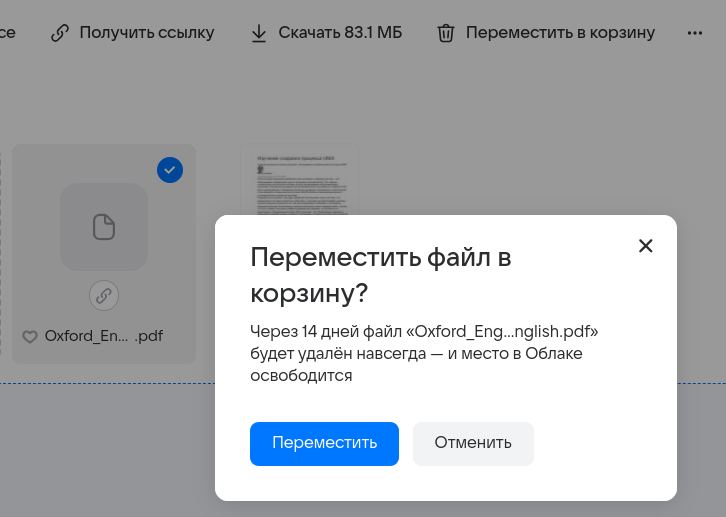 се
Получить ссылку
Скачать 83.1 МБ
Переместить в корзину
Oxford_En... .pdf
Переместить файл в
корзину?
Через 14 дней файл «Oxford_Eng...nglish.pdf»
будет удалён навсегда — и место в Облаке
освободится
Переместить
Отменить